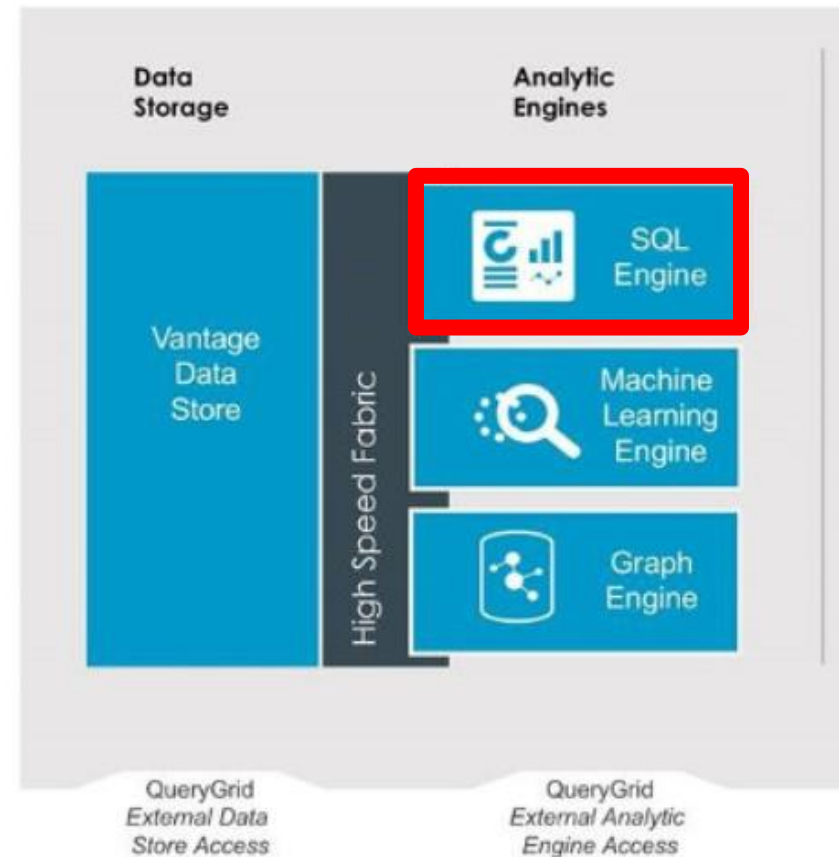 Data
Storage
Analytic
Engines
Vantage
Data
Store
High Speed Fabric
SQL
Engine
Machine
Learning
Engine
Graph
Engine
QueryGrid
External Data
Store Access
QueryGrid
External Analytic
Engine Access